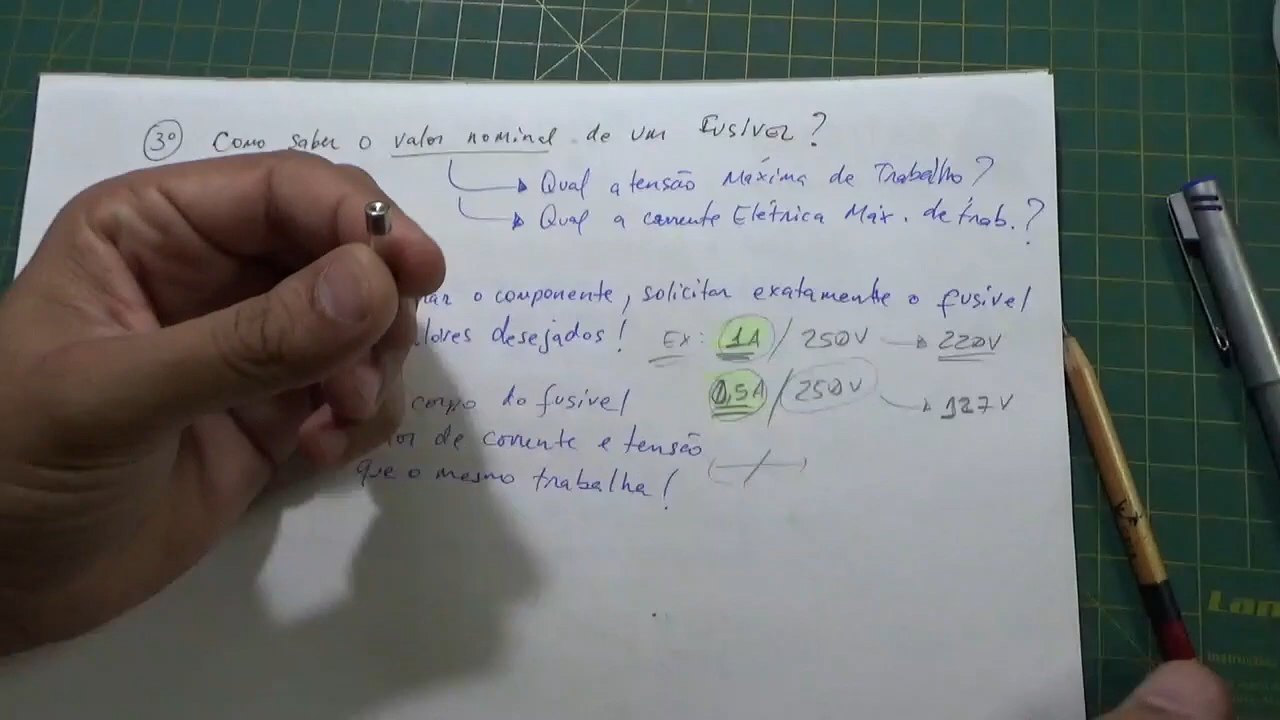 3º Como saber o valor nominal de um Fusível?
Qual a tensão Máxima de Trabalho?
Qual a corrente Elétrica Máx. de trab.?
o componente, solicitar exatamente o fusível
desejados! Ex: 1A / 250V 220V
corpo do fusível 0,5A / 250V 127V
de corrente e tensão
que o mesmo trabalha!